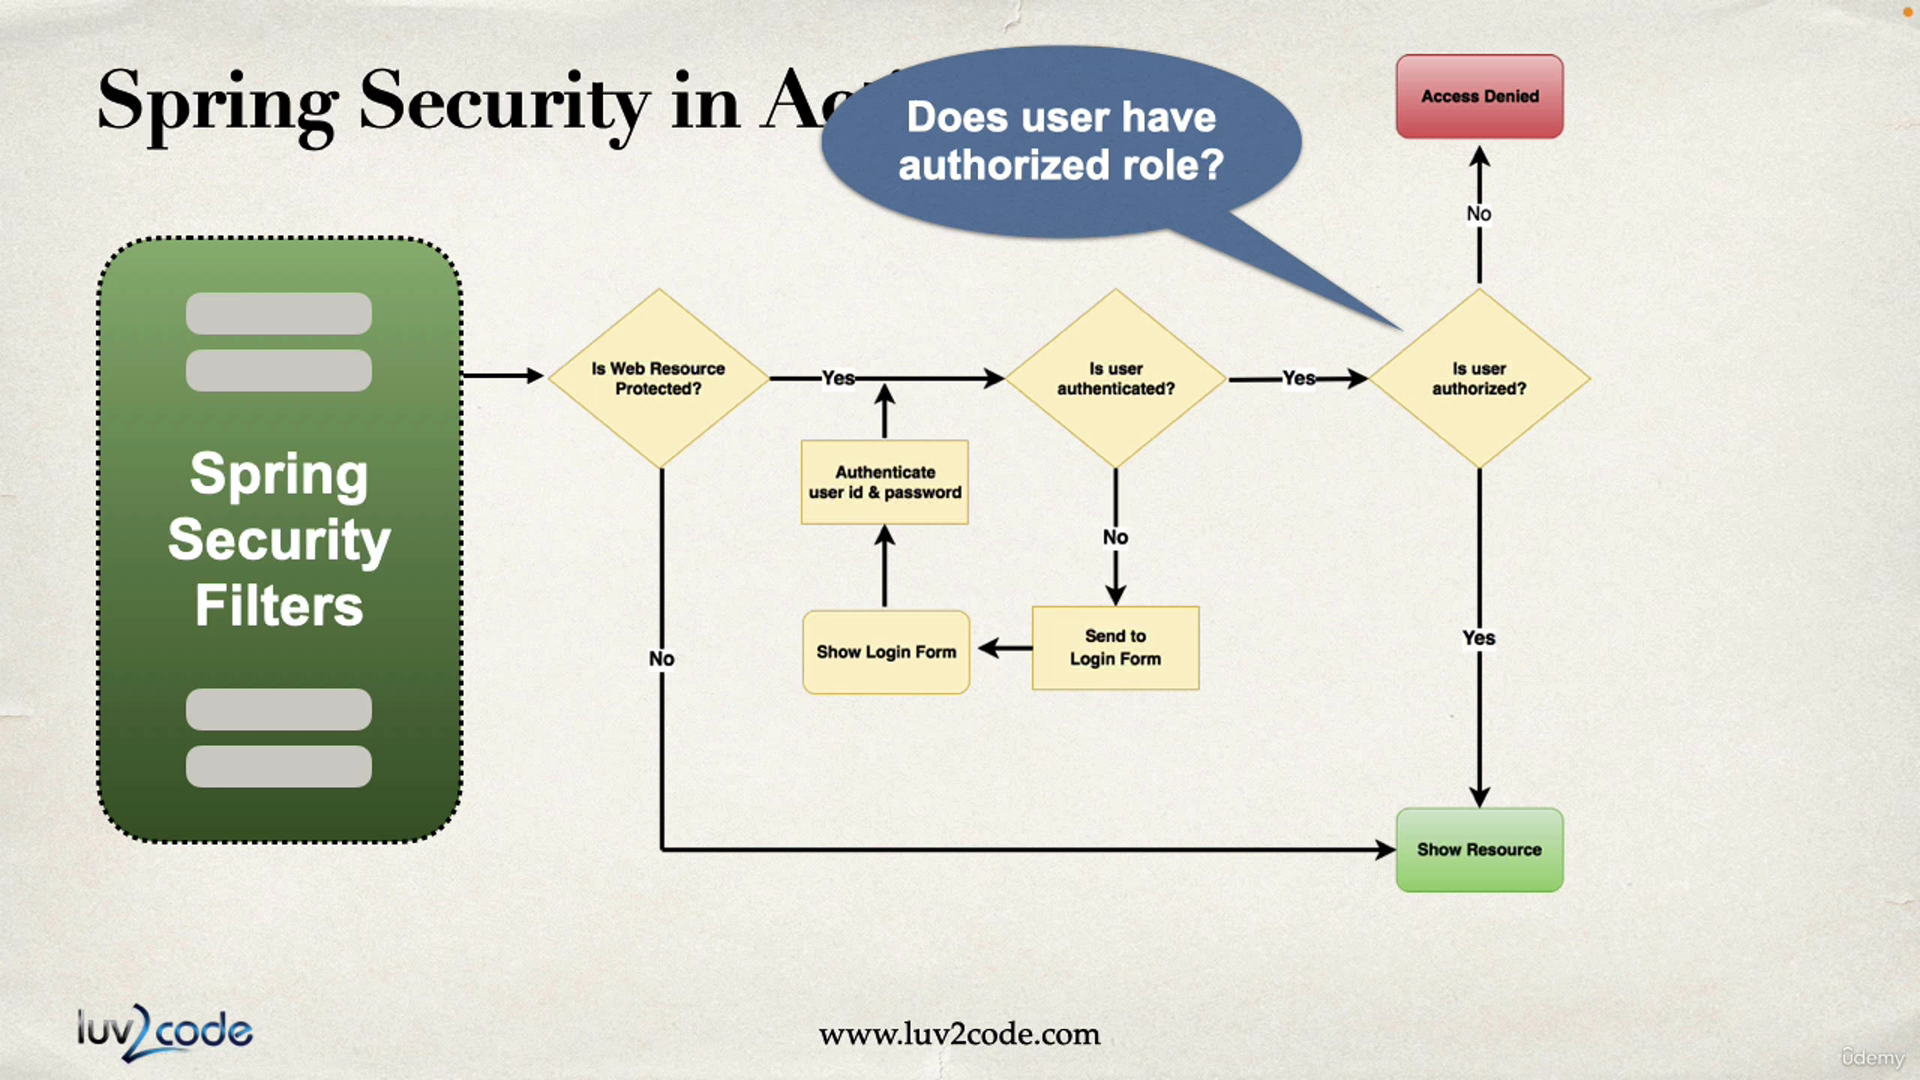 Spring Security in Ac
Does user have
authorized role?
Access Denied
No
Spring
Security
Filters
Is Web Resource
Protected?
Yes
Is user
authenticated?
Yes
Is user
authorized?
Authenticate
user id & password
No
Show Login Form
Send to
Login Form
No
Yes
Show Resource
luv2code
www.luv2code.com
ûdemy